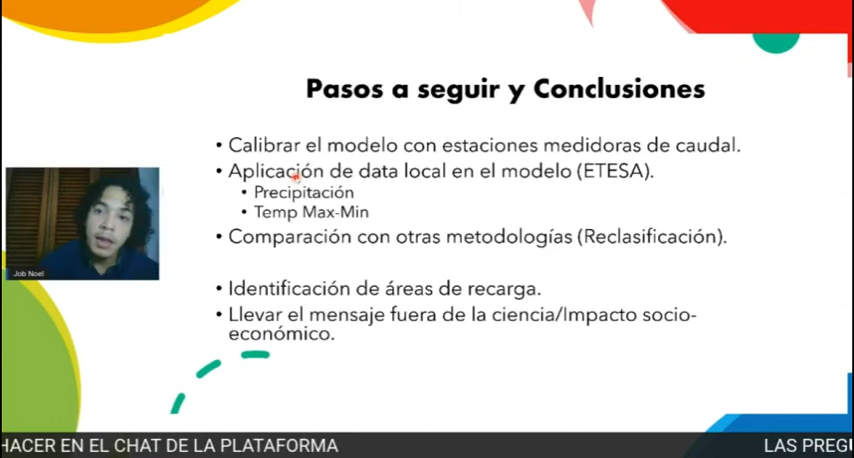 Pasos a seguir y Conclusiones
• Calibrar el modelo con estaciones medidoras de caudal.
• Aplicación de data local en el modelo (ETESA).
• Precipitación
• Temp Max-Min
• Comparación con otras metodologías (Reclasificación).
• Identificación de áreas de recarga.
• Llevar el mensaje fuera de la ciencia/Impacto socio-
económico.
Job Noel
HACER EN EL CHAT DE LA PLATAFORMA
LAS PREGU